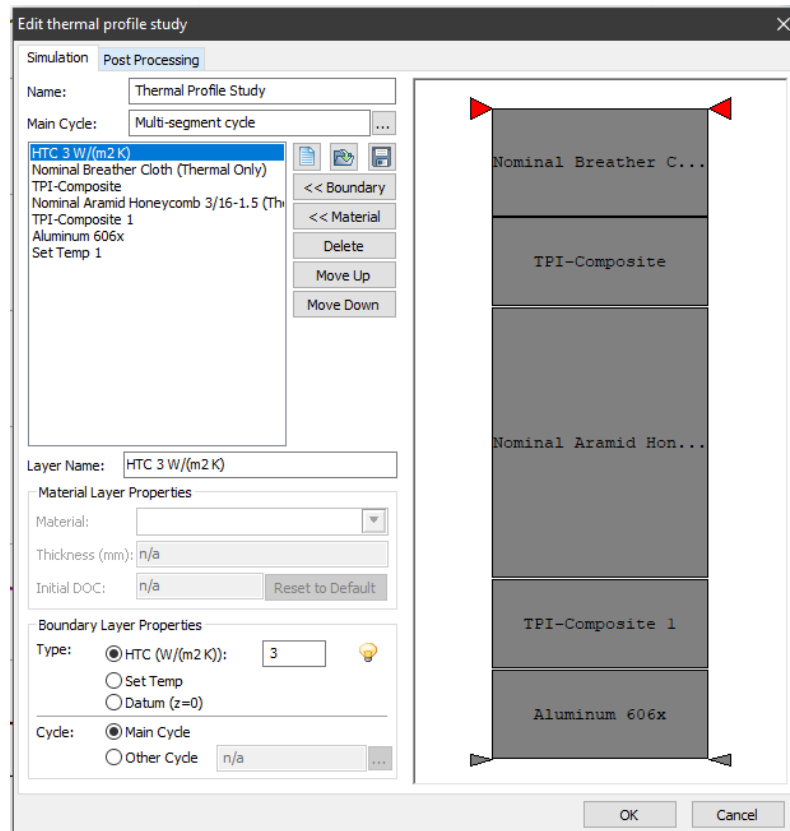 Edit thermal profile study
Simulation
Post Processing
Name:
Thermal Profile Study
Main Cycle:
Multi-segment cycle
...
HTC 3 W/(m2 K)
Nominal Breather Cloth (Thermal Only)
TPI-Composite
Nominal Aramid Honeycomb 3/16-1.5 (The
TPI-Composite 1
Aluminum 606x
Set Temp 1
<< Boundary
<< Material
Delete
Move Up
Move Down
Layer Name:
HTC 3 W/(m2 K)
Material Layer Properties
Material:
Thickness (mm):
n/a
Initial DOC:
n/a
Reset to Default
Boundary Layer Properties
Type:
HTC (W/(m2 K)):
3
Set Temp
Datum (z=0)
Cycle:
Main Cycle
Other Cycle
n/a
...
Nominal Breather C...
TPI-Composite
Nominal Aramid Hon...
TPI-Composite 1
Aluminum 606x
OK
Cancel